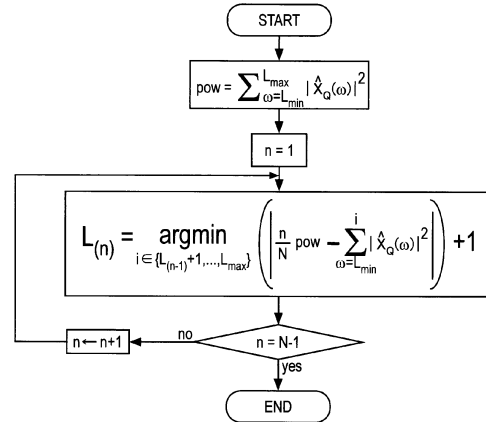 START
pow = ∑_{ω=L_min}^{L_max} |X̂_Q(ω)|²
n = 1
L_(n) = argmin_{i∈{L_(n-1)+1,...,L_max}} ( | n/N pow − ∑_{ω=L_min}^{i} |X̂_Q(ω)|² | ) +1
n ← n+1
no
n = N-1
yes
END